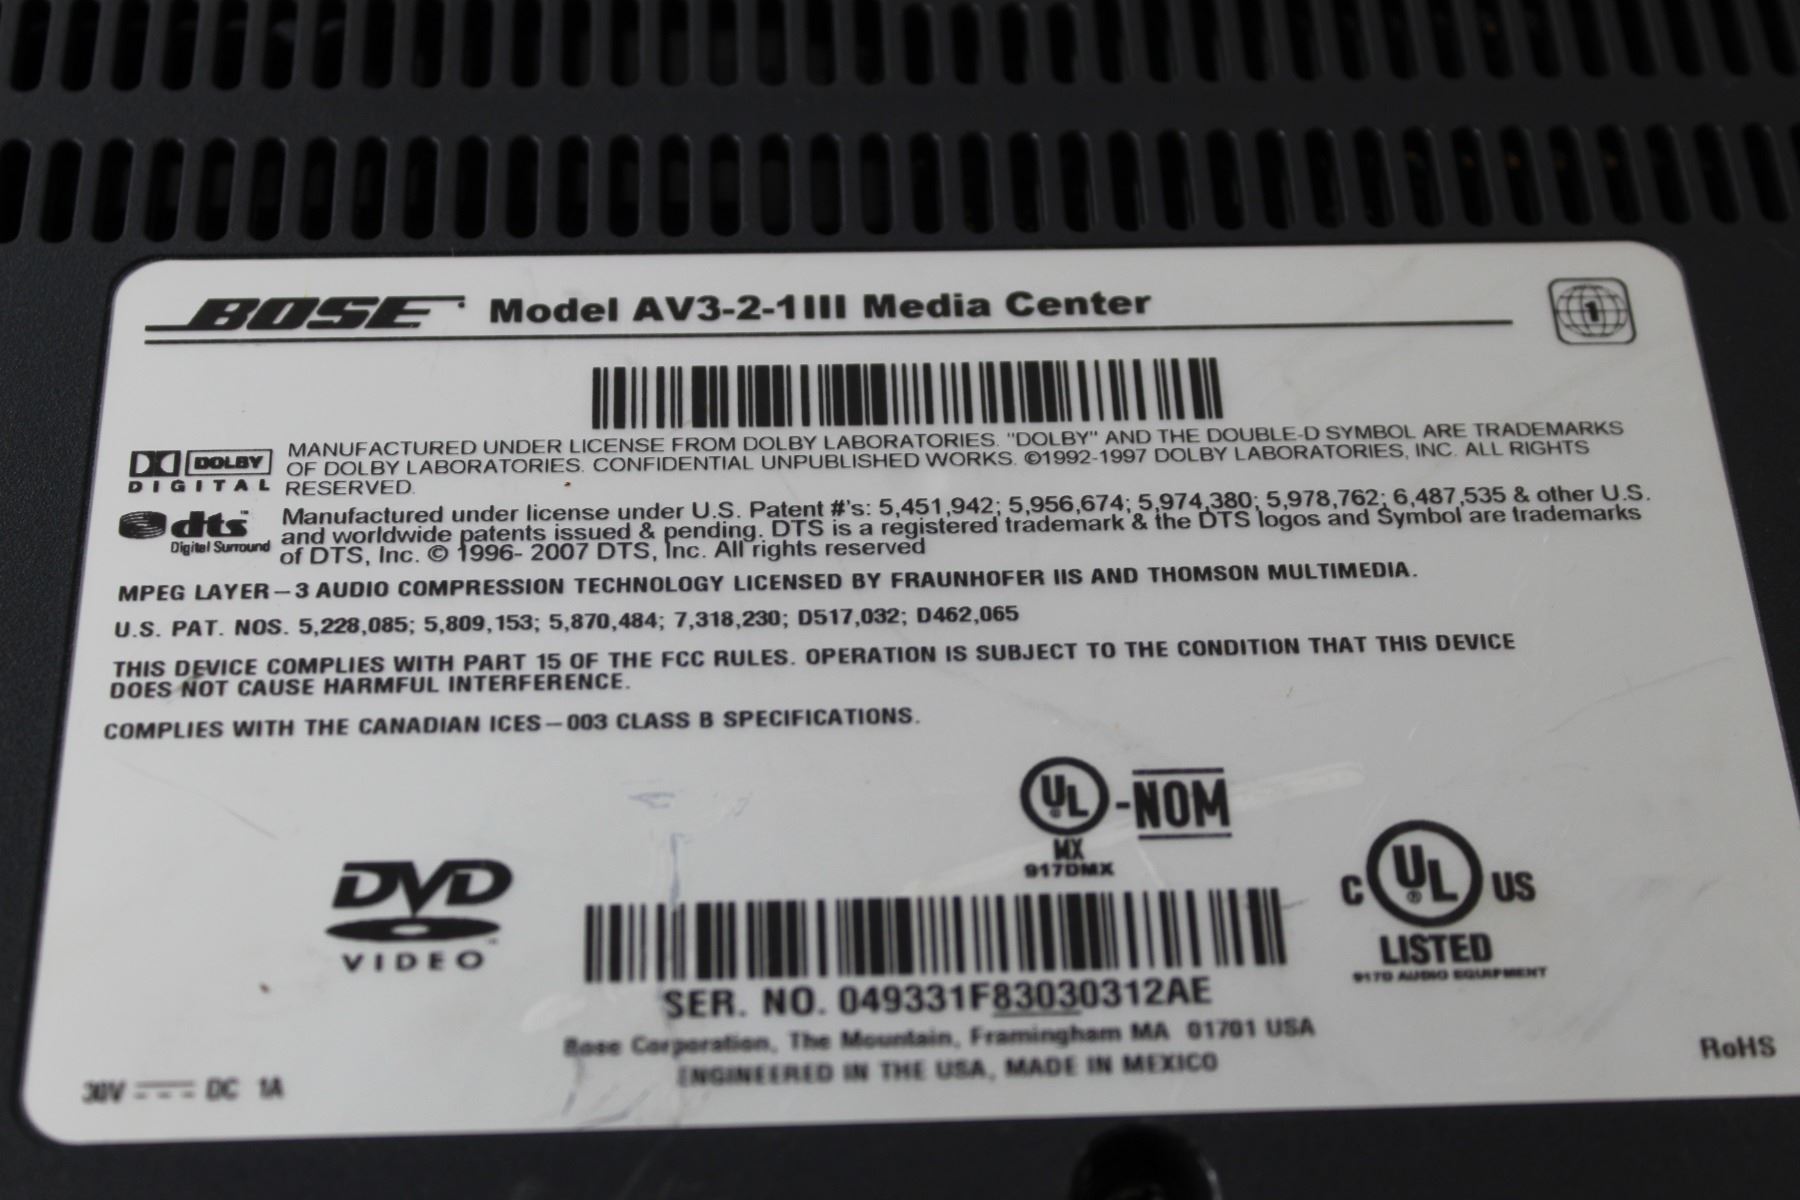 BOSE Model AV3-2-1III Media Center
1
DOLBY
DIGITAL
MANUFACTURED UNDER LICENSE FROM DOLBY LABORATORIES. "DOLBY" AND THE DOUBLE-D SYMBOL ARE TRADEMARKS
OF DOLBY LABORATORIES. CONFIDENTIAL UNPUBLISHED WORKS. ©1992-1997 DOLBY LABORATORIES, INC. ALL RIGHTS
RESERVED.
dts™
Digital Surround
Manufactured under license under U.S. Patent #'s: 5,451,942; 5,956,674; 5,974,380; 5,978,762; 6,487,535 & other U.S.
and worldwide patents issued & pending. DTS is a registered trademark & the DTS logos and Symbol are trademarks
of DTS, Inc. © 1996- 2007 DTS, Inc. All rights reserved
MPEG LAYER-3 AUDIO COMPRESSION TECHNOLOGY LICENSED BY FRAUNHOFER IIS AND THOMSON MULTIMEDIA.
U.S. PAT. NOS. 5,228,085; 5,809,153; 5,870,484; 7,318,230; D517,032; D462,065
THIS DEVICE COMPLIES WITH PART 15 OF THE FCC RULES. OPERATION IS SUBJECT TO THE CONDITION THAT THIS DEVICE
DOES NOT CAUSE HARMFUL INTERFERENCE.
COMPLIES WITH THE CANADIAN ICES-003 CLASS B SPECIFICATIONS.
UL®-NOM
MX
917DMX
DVD
VIDEO™
C UL® US
LISTED
917D AUDIO EQUIPMENT
SER. NO. 049331F83030312AE
Bose Corporation, The Mountain, Framingham MA 01701 USA
ENGINEERED IN THE USA, MADE IN MEXICO
RoHS
30V DC 1A